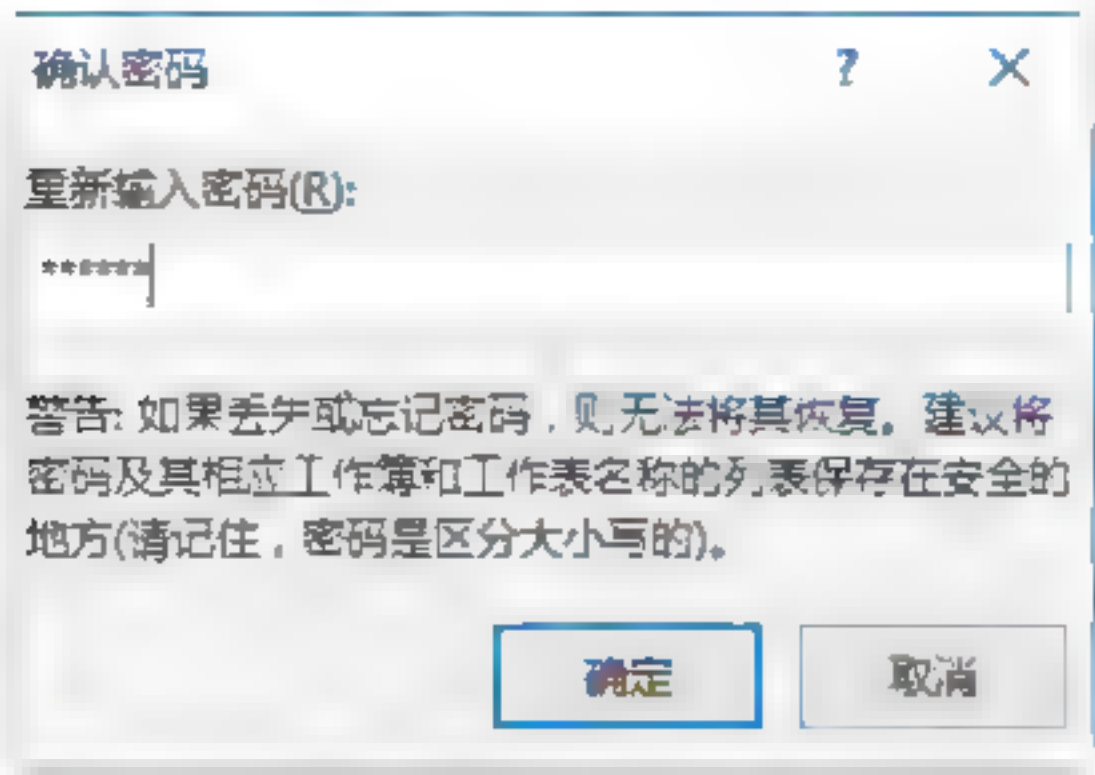 确认密码 ? ×
重新输入密码(R):
******
警告: 如果丢失或忘记密码，则无法将其恢复。建议将
密码及其相应工作簿和工作表名称的列表保存在安全的
地方(请记住，密码是区分大小写的)。
确定 取消